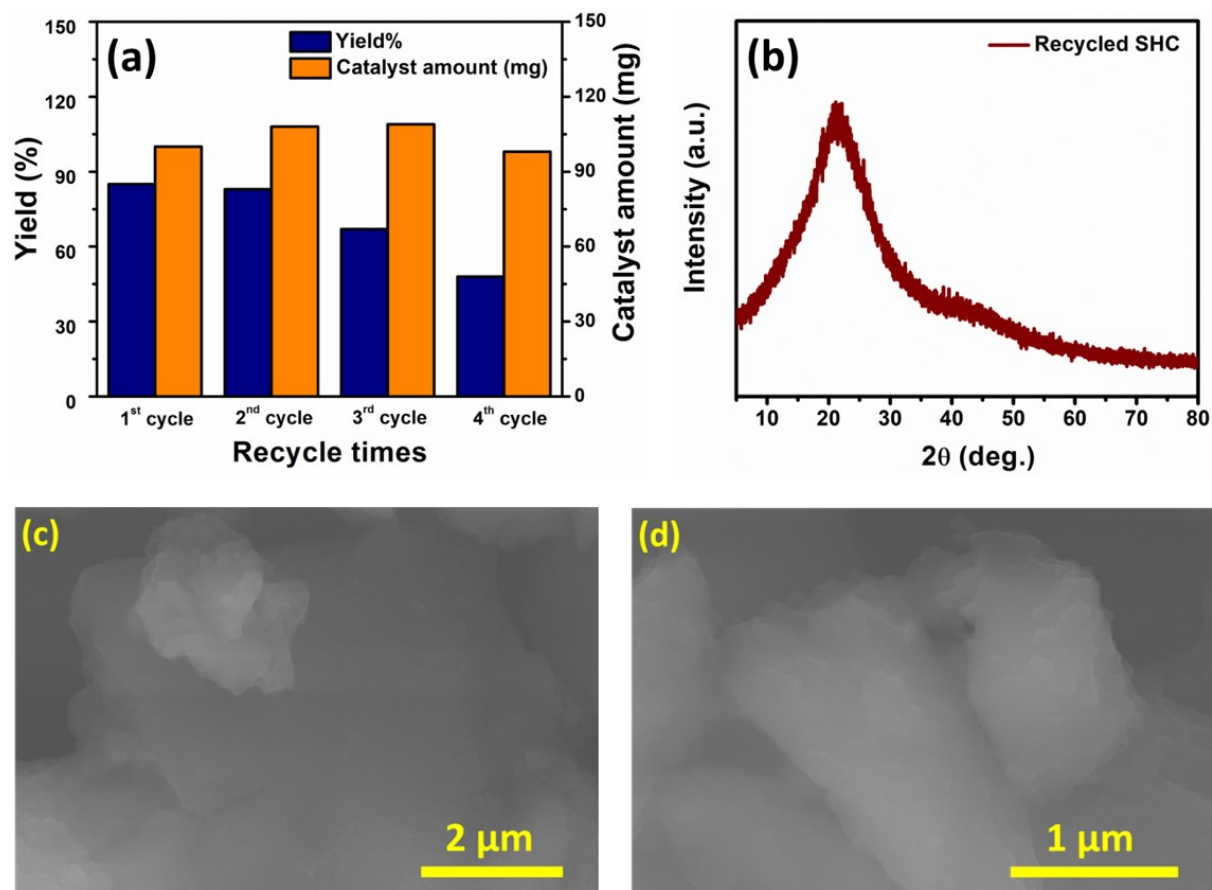 (a)
Yield%
Catalyst amount (mg)
150
120
90
60
30
0
Yield (%)
150
120
90
60
30
0
Catalyst amount (mg)
1st cycle 2nd cycle 3rd cycle 4th cycle
Recycle times
(b)
Recycled SHC
Intensity (a.u.)
10 20 30 40 50 60 70 80
2θ (deg.)
(c)
2 μm
(d)
1 μm